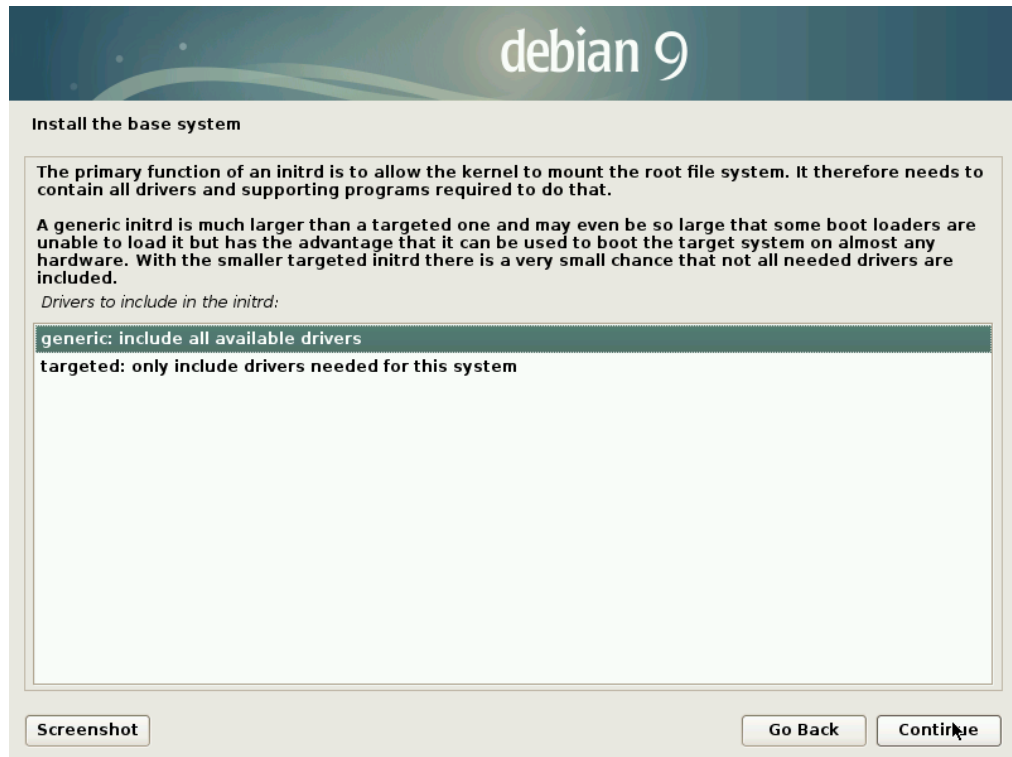 debian 9
Install the base system
The primary function of an initrd is to allow the kernel to mount the root file system. It therefore needs to
contain all drivers and supporting programs required to do that.
A generic initrd is much larger than a targeted one and may even be so large that some boot loaders are
unable to load it but has the advantage that it can be used to boot the target system on almost any
hardware. With the smaller targeted initrd there is a very small chance that not all needed drivers are
included.
Drivers to include in the initrd:
generic: include all available drivers
targeted: only include drivers needed for this system
Screenshot
Go Back
Continue